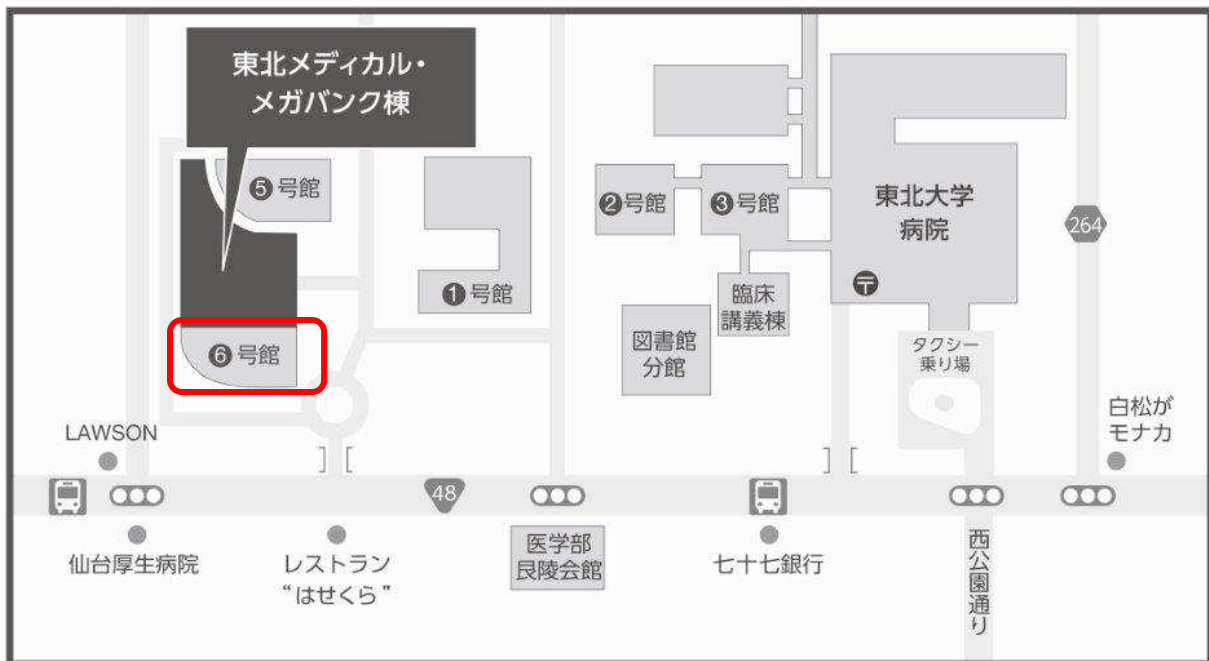 東北メディカル・
メガバンク棟
❺号館
❷号館
❸号館
東北大学
病院
264
❶号館
〒
臨床
講義棟
図書館
分館
❻号館
タクシー
乗り場
白松が
モナカ
LAWSON
48
仙台厚生病院
レストラン
“はせくら”
医学部
艮陵会館
七十七銀行
西公園通り